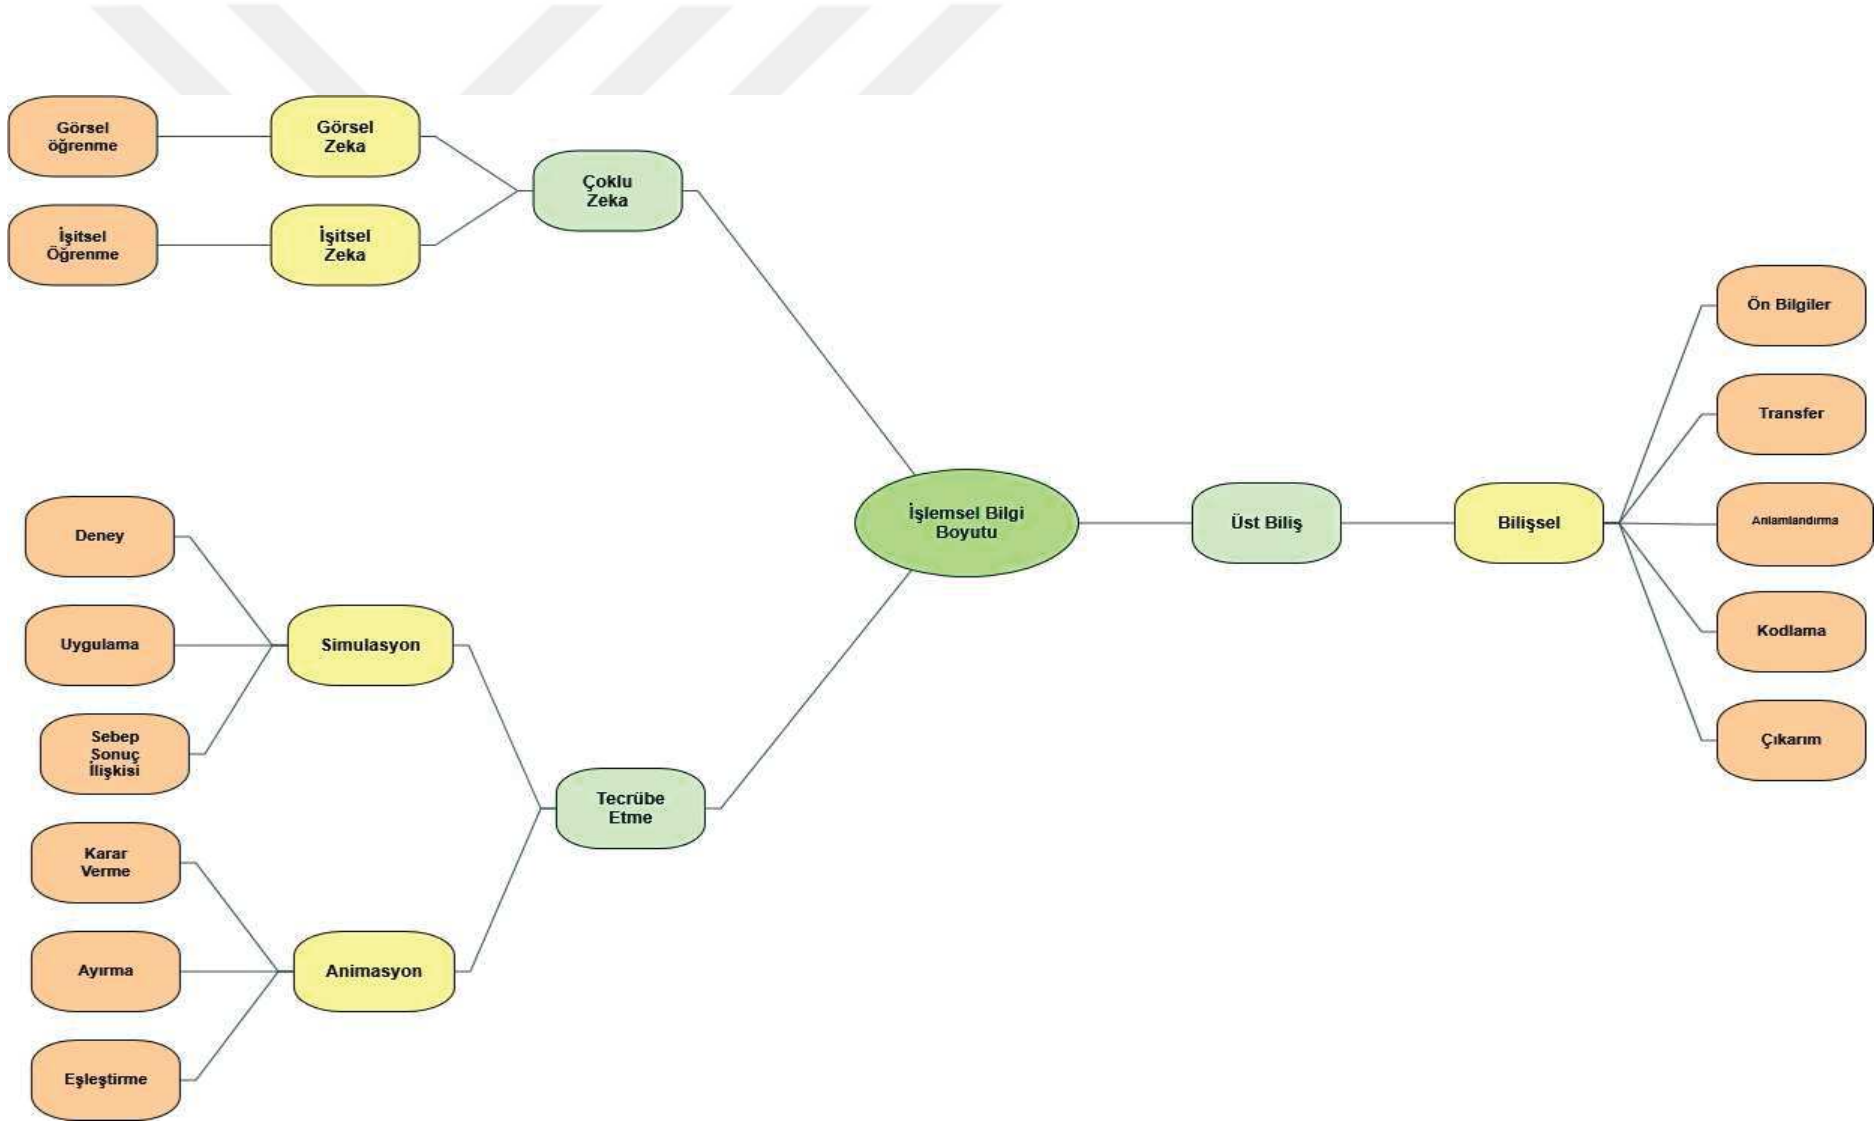 Görsel
öğrenme
Görsel
Zeka
Çoklu
Zeka
İşitsel
Öğrenme
İşitsel
Zeka
Ön Bilgiler
Transfer
İşlemsel Bilgi
Boyutu
Üst Biliş
Bilişsel
Anlamlandırma
Kodlama
Çıkarım
Deney
Uygulama
Simulasyon
Sebep
Sonuç
İlişkisi
Tecrübe
Etme
Karar
Verme
Ayırma
Animasyon
Eşleştirme